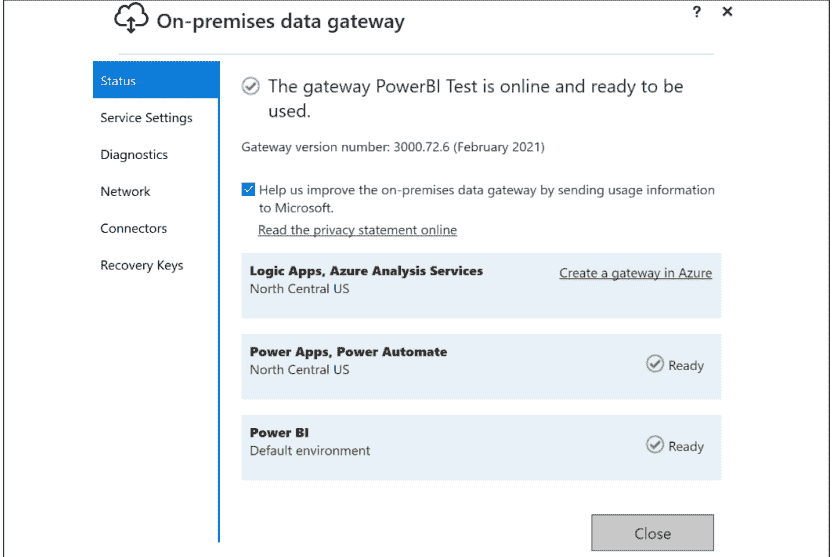 On-premises data gateway
? ×
Status
Service Settings
Diagnostics
Network
Connectors
Recovery Keys
The gateway PowerBI Test is online and ready to be
used.
Gateway version number: 3000.72.6 (February 2021)
Help us improve the on-premises data gateway by sending usage information
to Microsoft.
Read the privacy statement online
Logic Apps, Azure Analysis Services
North Central US
Create a gateway in Azure
Power Apps, Power Automate
North Central US
Ready
Power BI
Default environment
Ready
Close